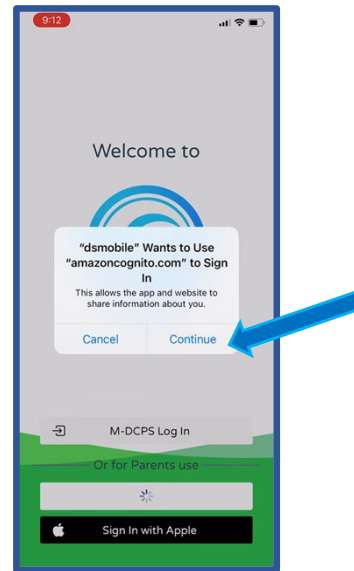 9:12
Welcome to
"dsmobile" Wants to Use
"amazoncognito.com" to Sign
In
This allows the app and website to
share information about you.
Cancel Continue
M-DCPS Log In
Or for Parents use
Sign In with Apple